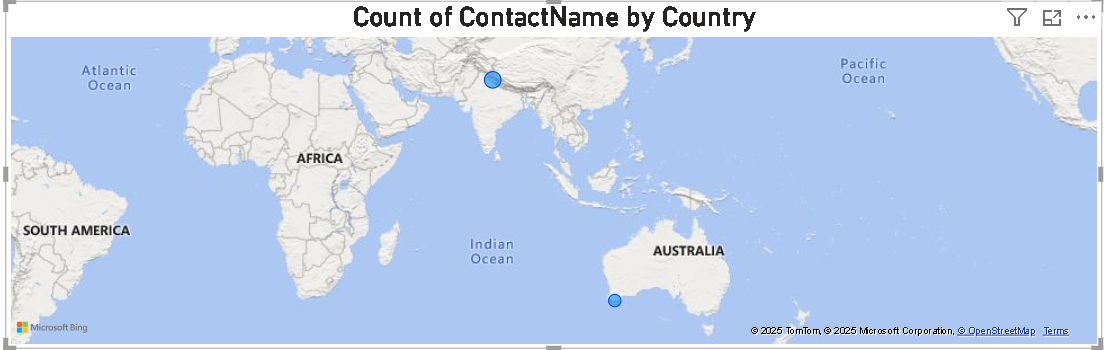 Count of ContactName by Country
Atlantic
Ocean
Pacific
Ocean
AFRICA
SOUTH AMERICA
Indian
Ocean
AUSTRALIA
Microsoft Bing
© 2025 TomTom, © 2025 Microsoft Corporation, © OpenStreetMap Terms